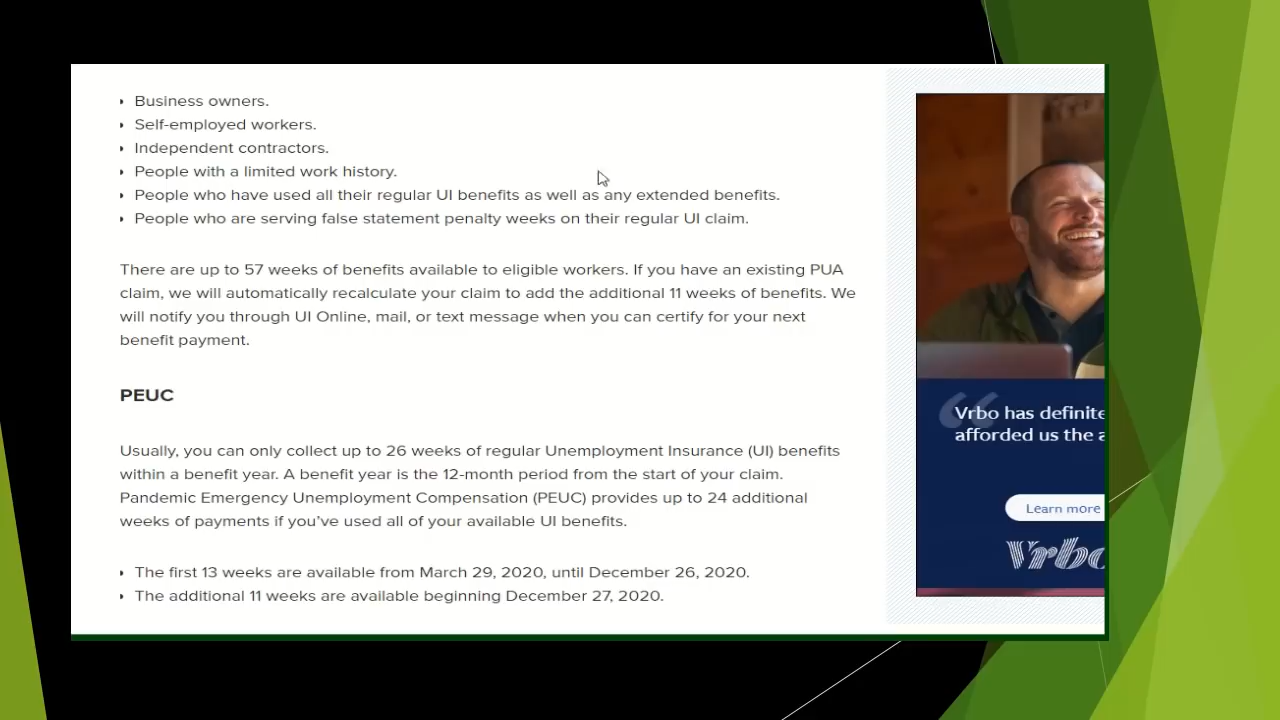 Business owners.
Self-employed workers.
Independent contractors.
People with a limited work history.
People who have used all their regular UI benefits as well as any extended benefits.
People who are serving false statement penalty weeks on their regular UI claim.
There are up to 57 weeks of benefits available to eligible workers. If you have an existing PUA
claim, we will automatically recalculate your claim to add the additional 11 weeks of benefits. We
will notify you through UI Online, mail, or text message when you can certify for your next
benefit payment.
PEUC
Usually, you can only collect up to 26 weeks of regular Unemployment Insurance (UI) benefits
within a benefit year. A benefit year is the 12-month period from the start of your claim.
Pandemic Emergency Unemployment Compensation (PEUC) provides up to 24 additional
weeks of payments if you’ve used all of your available UI benefits.
The first 13 weeks are available from March 29, 2020, until December 26, 2020.
The additional 11 weeks are available beginning December 27, 2020.
“Vrbo has definite
afforded us the a
Learn more
Vrbo